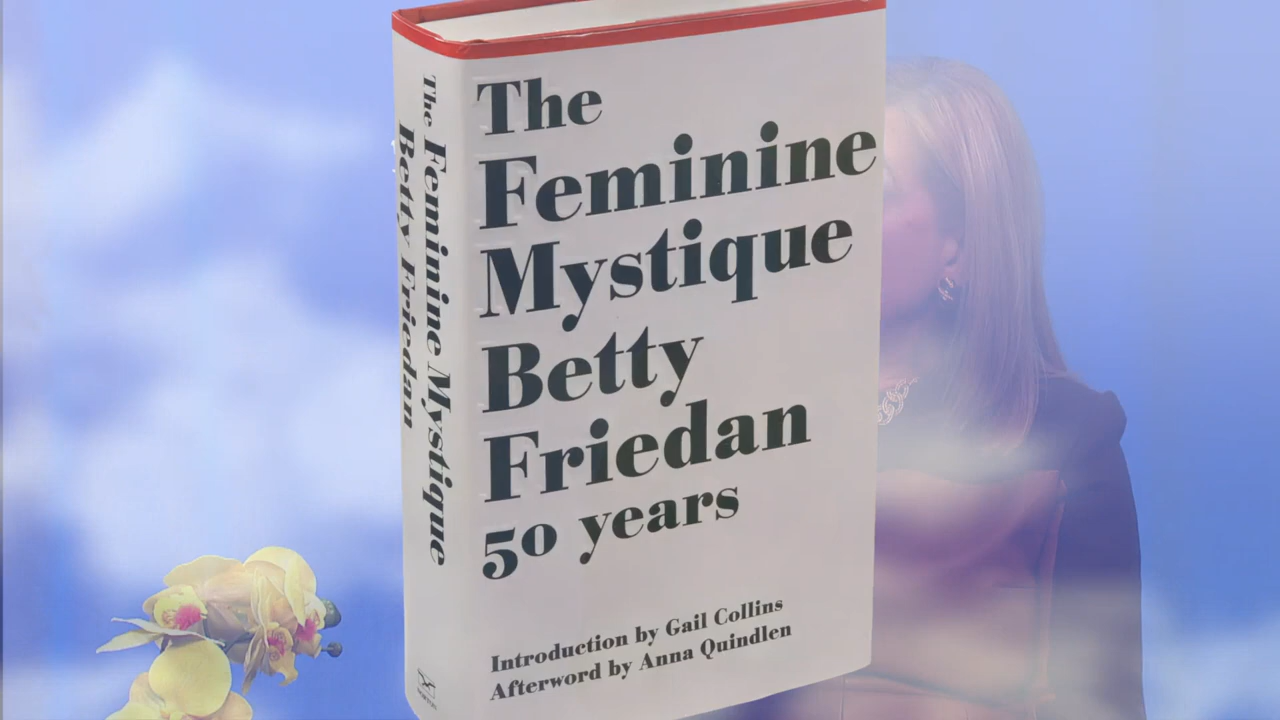 The Feminine Mystique
Betty Friedan
The
Feminine
Mystique
Betty
Friedan
50 years
Introduction by Gail Collins
Afterword by Anna Quindlen